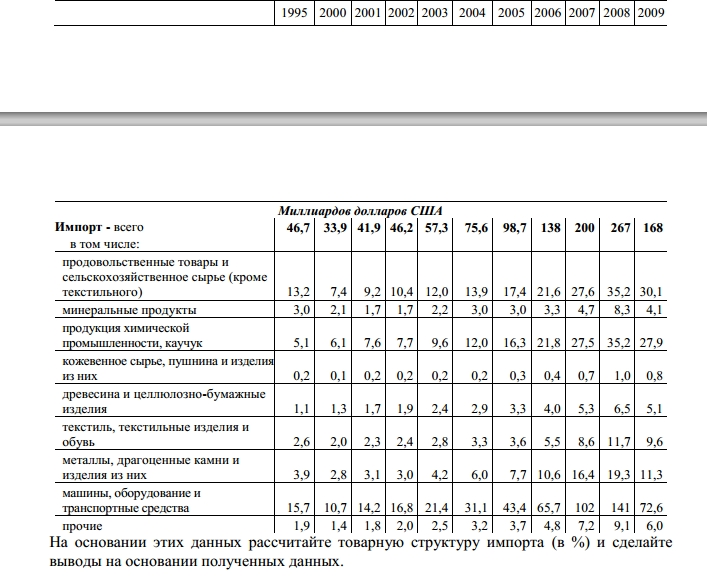 1995 2000 2001 2002 2003 2004 2005 2006 2007 2008 2009
Миллиардов долларов США
Импорт - всего 46,7 33,9 41,9 46,2 57,3 75,6 98,7 138 200 267 168
в том числе:
продовольственные товары и
сельскохозяйственное сырье (кроме
текстильного) 13,2 7,4 9,2 10,4 12,0 13,9 17,4 21,6 27,6 35,2 30,1
минеральные продукты 3,0 2,1 1,7 1,7 2,2 3,0 3,0 3,3 4,7 8,3 4,1
продукция химической
промышленности, каучук 5,1 6,1 7,6 7,7 9,6 12,0 16,3 21,8 27,5 35,2 27,9
кожевенное сырье, пушнина и изделия
из них 0,2 0,1 0,2 0,2 0,2 0,2 0,3 0,4 0,7 1,0 0,8
древесина и целлюлозно-бумажные
изделия 1,1 1,3 1,7 1,9 2,4 2,9 3,3 4,0 5,3 6,5 5,1
текстиль, текстильные изделия и
обувь 2,6 2,0 2,3 2,4 2,8 3,3 3,6 5,5 8,6 11,7 9,6
металлы, драгоценные камни и
изделия из них 3,9 2,8 3,1 3,0 4,2 6,0 7,7 10,6 16,4 19,3 11,3
машины, оборудование и
транспортные средства 15,7 10,7 14,2 16,8 21,4 31,1 43,4 65,7 102 141 72,6
прочие 1,9 1,4 1,8 2,0 2,5 3,2 3,7 4,8 7,2 9,1 6,0
На основании этих данных рассчитайте товарную структуру импорта (в %) и сделайте
выводы на основании полученных данных.